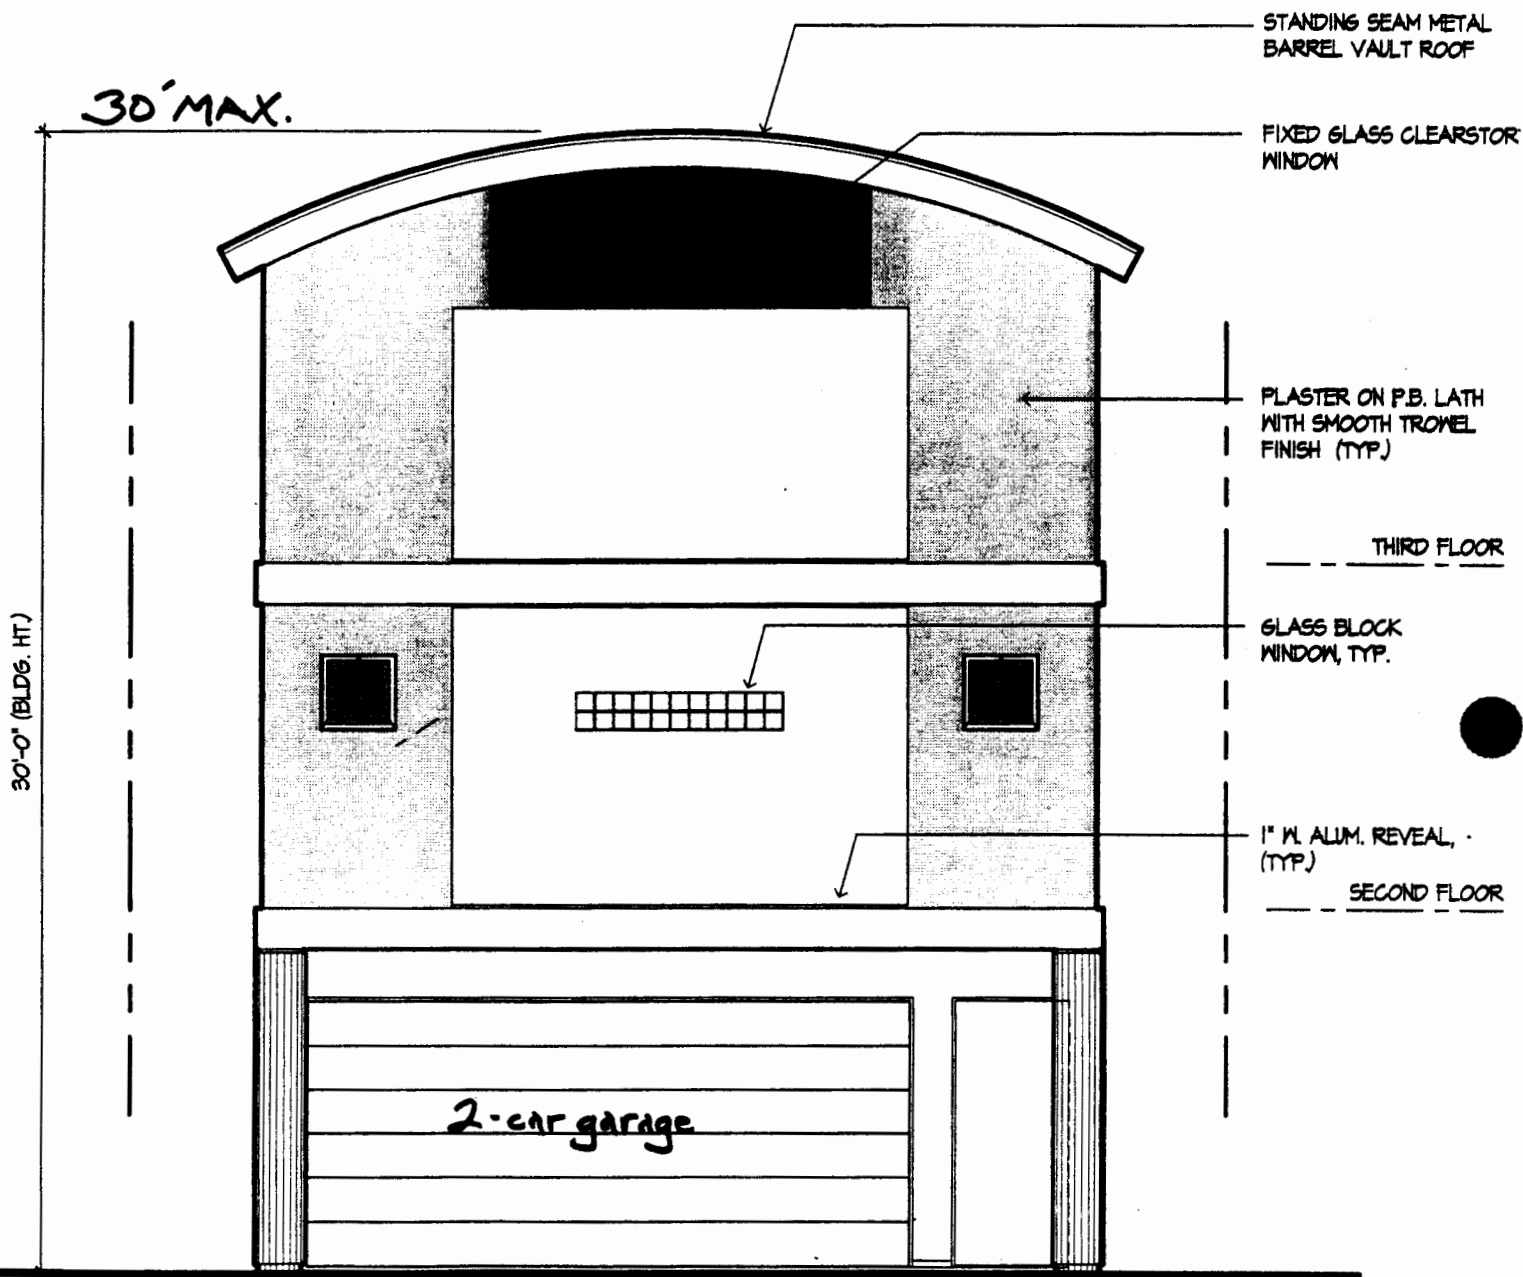 STANDING SEAM METAL
BARREL VAULT ROOF
30' MAX.
FIXED GLASS CLEARSTOR
WINDOW
PLASTER ON P.B. LATH
WITH SMOOTH TROWEL
FINISH (TYP.)
THIRD FLOOR
GLASS BLOCK
WINDOW, TYP.
30'-0" (BLDG. HT.)
1" W. ALUM. REVEAL,
(TYP.)
SECOND FLOOR
2-car garage